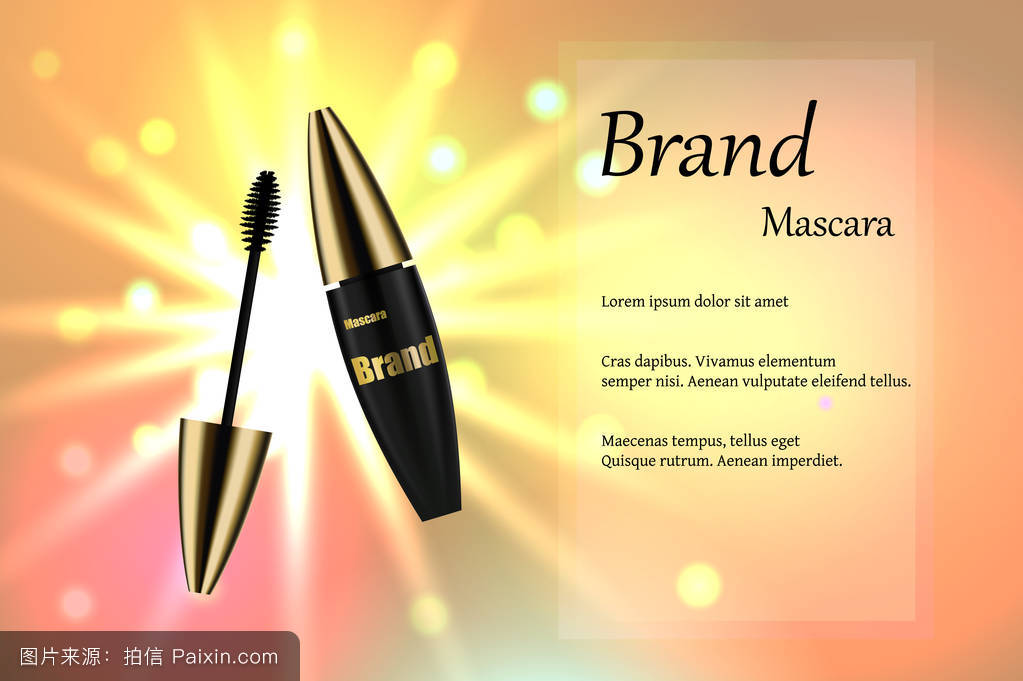 Brand
Mascara
Lorem ipsum dolor sit amet
Cras dapibus. Vivamus elementum
semper nisi. Aenean vulputate eleifend tellus.
Maecenas tempus, tellus eget
Quisque rutrum. Aenean imperdiet.
Mascara
Brand
图片来源：拍信 Paixin.com